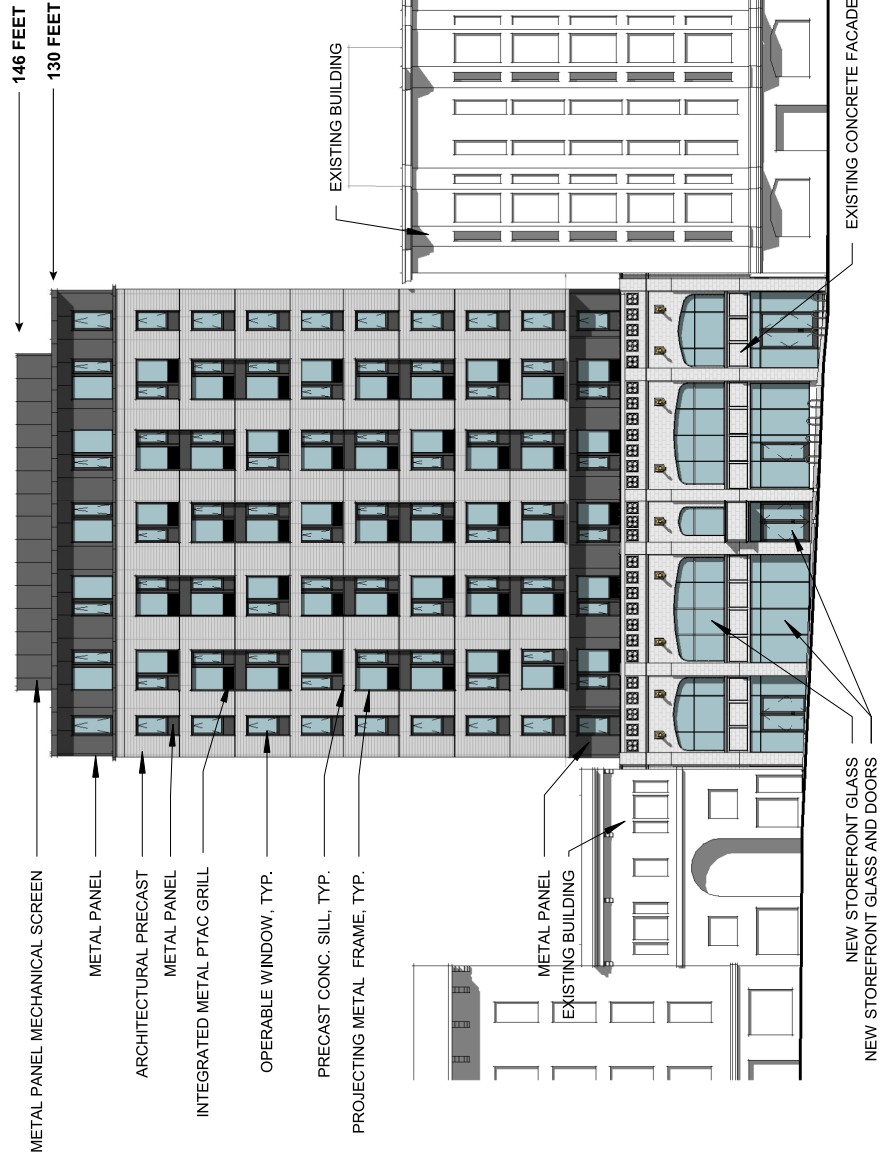 146 FEET
130 FEET
EXISTING BUILDING
EXISTING CONCRETE FACADE
METAL PANEL MECHANICAL SCREEN
METAL PANEL
ARCHITECTURAL PRECAST
METAL PANEL
INTEGRATED METAL PTAC GRILL
OPERABLE WINDOW, TYP.
PRECAST CONC. SILL, TYP.
PROJECTING METAL FRAME, TYP.
METAL PANEL
EXISTING BUILDING
NEW STOREFRONT GLASS
NEW STOREFRONT GLASS AND DOORS